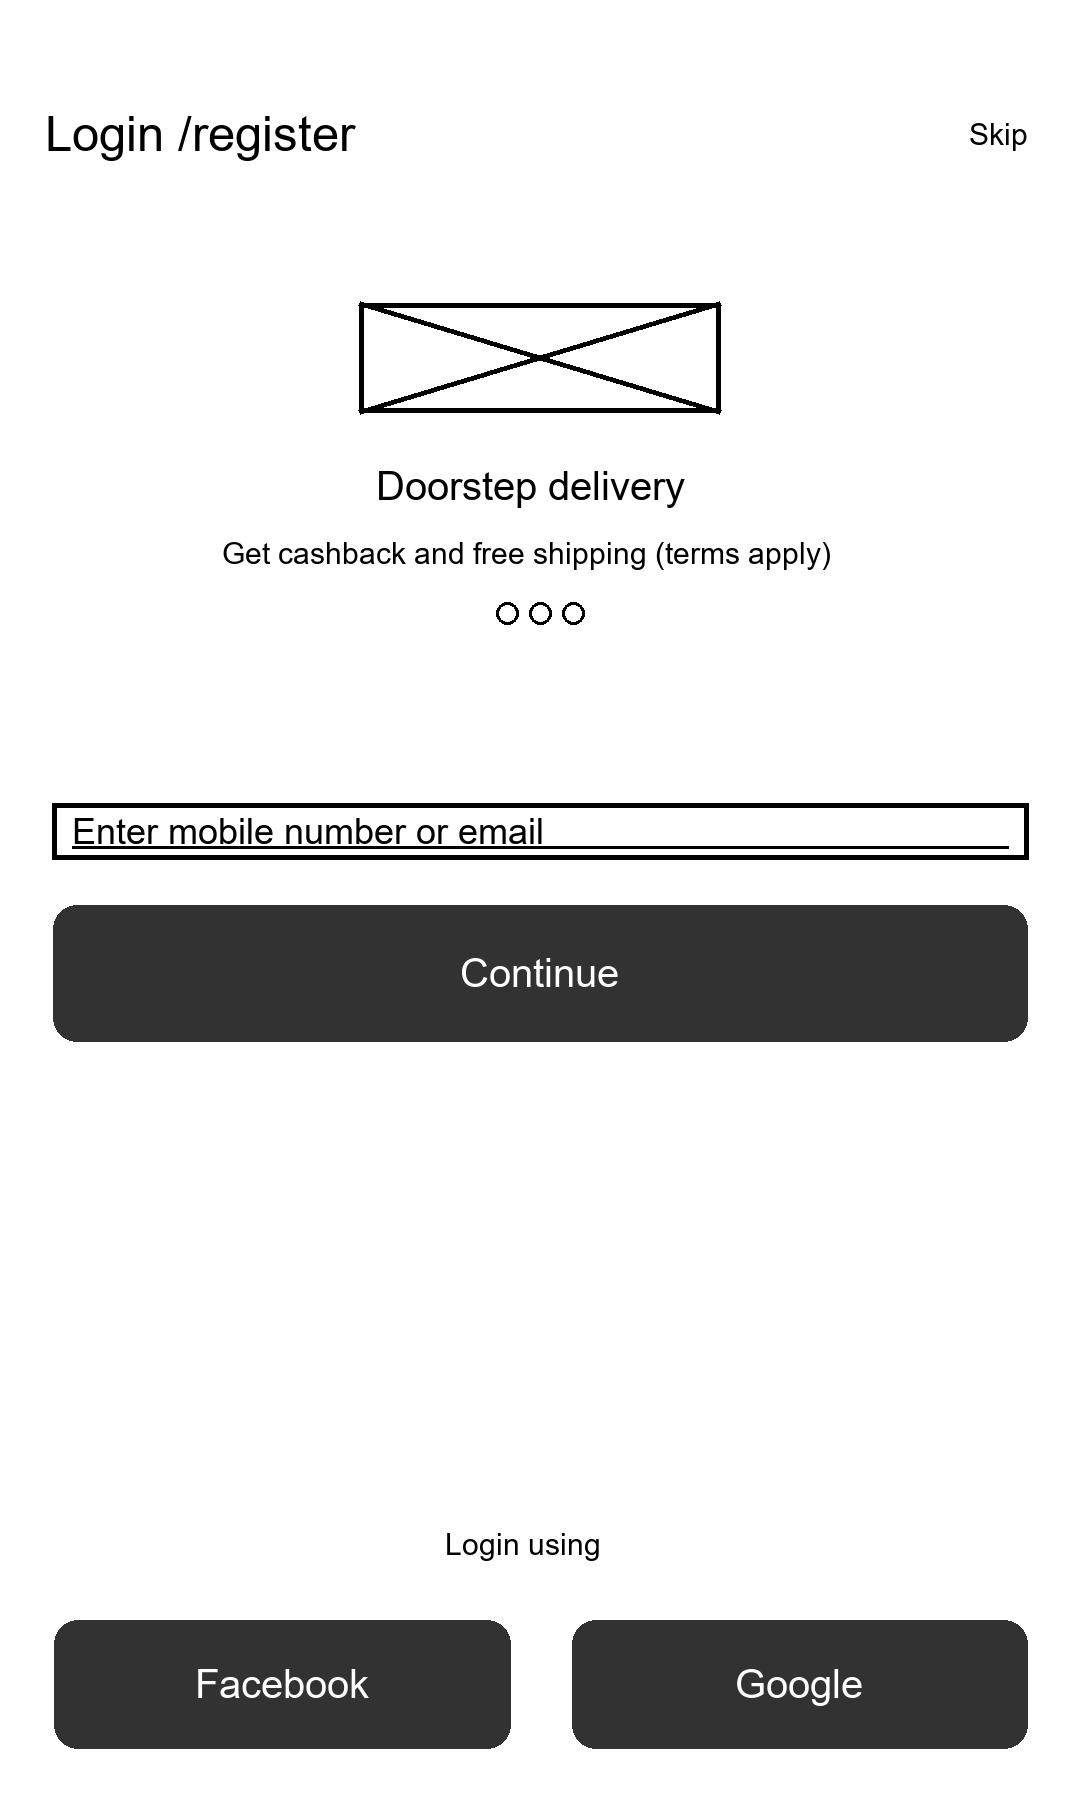 Login /register
Skip
Doorstep delivery
Get cashback and free shipping (terms apply)
Enter mobile number or email
Continue
Login using
Facebook
Google